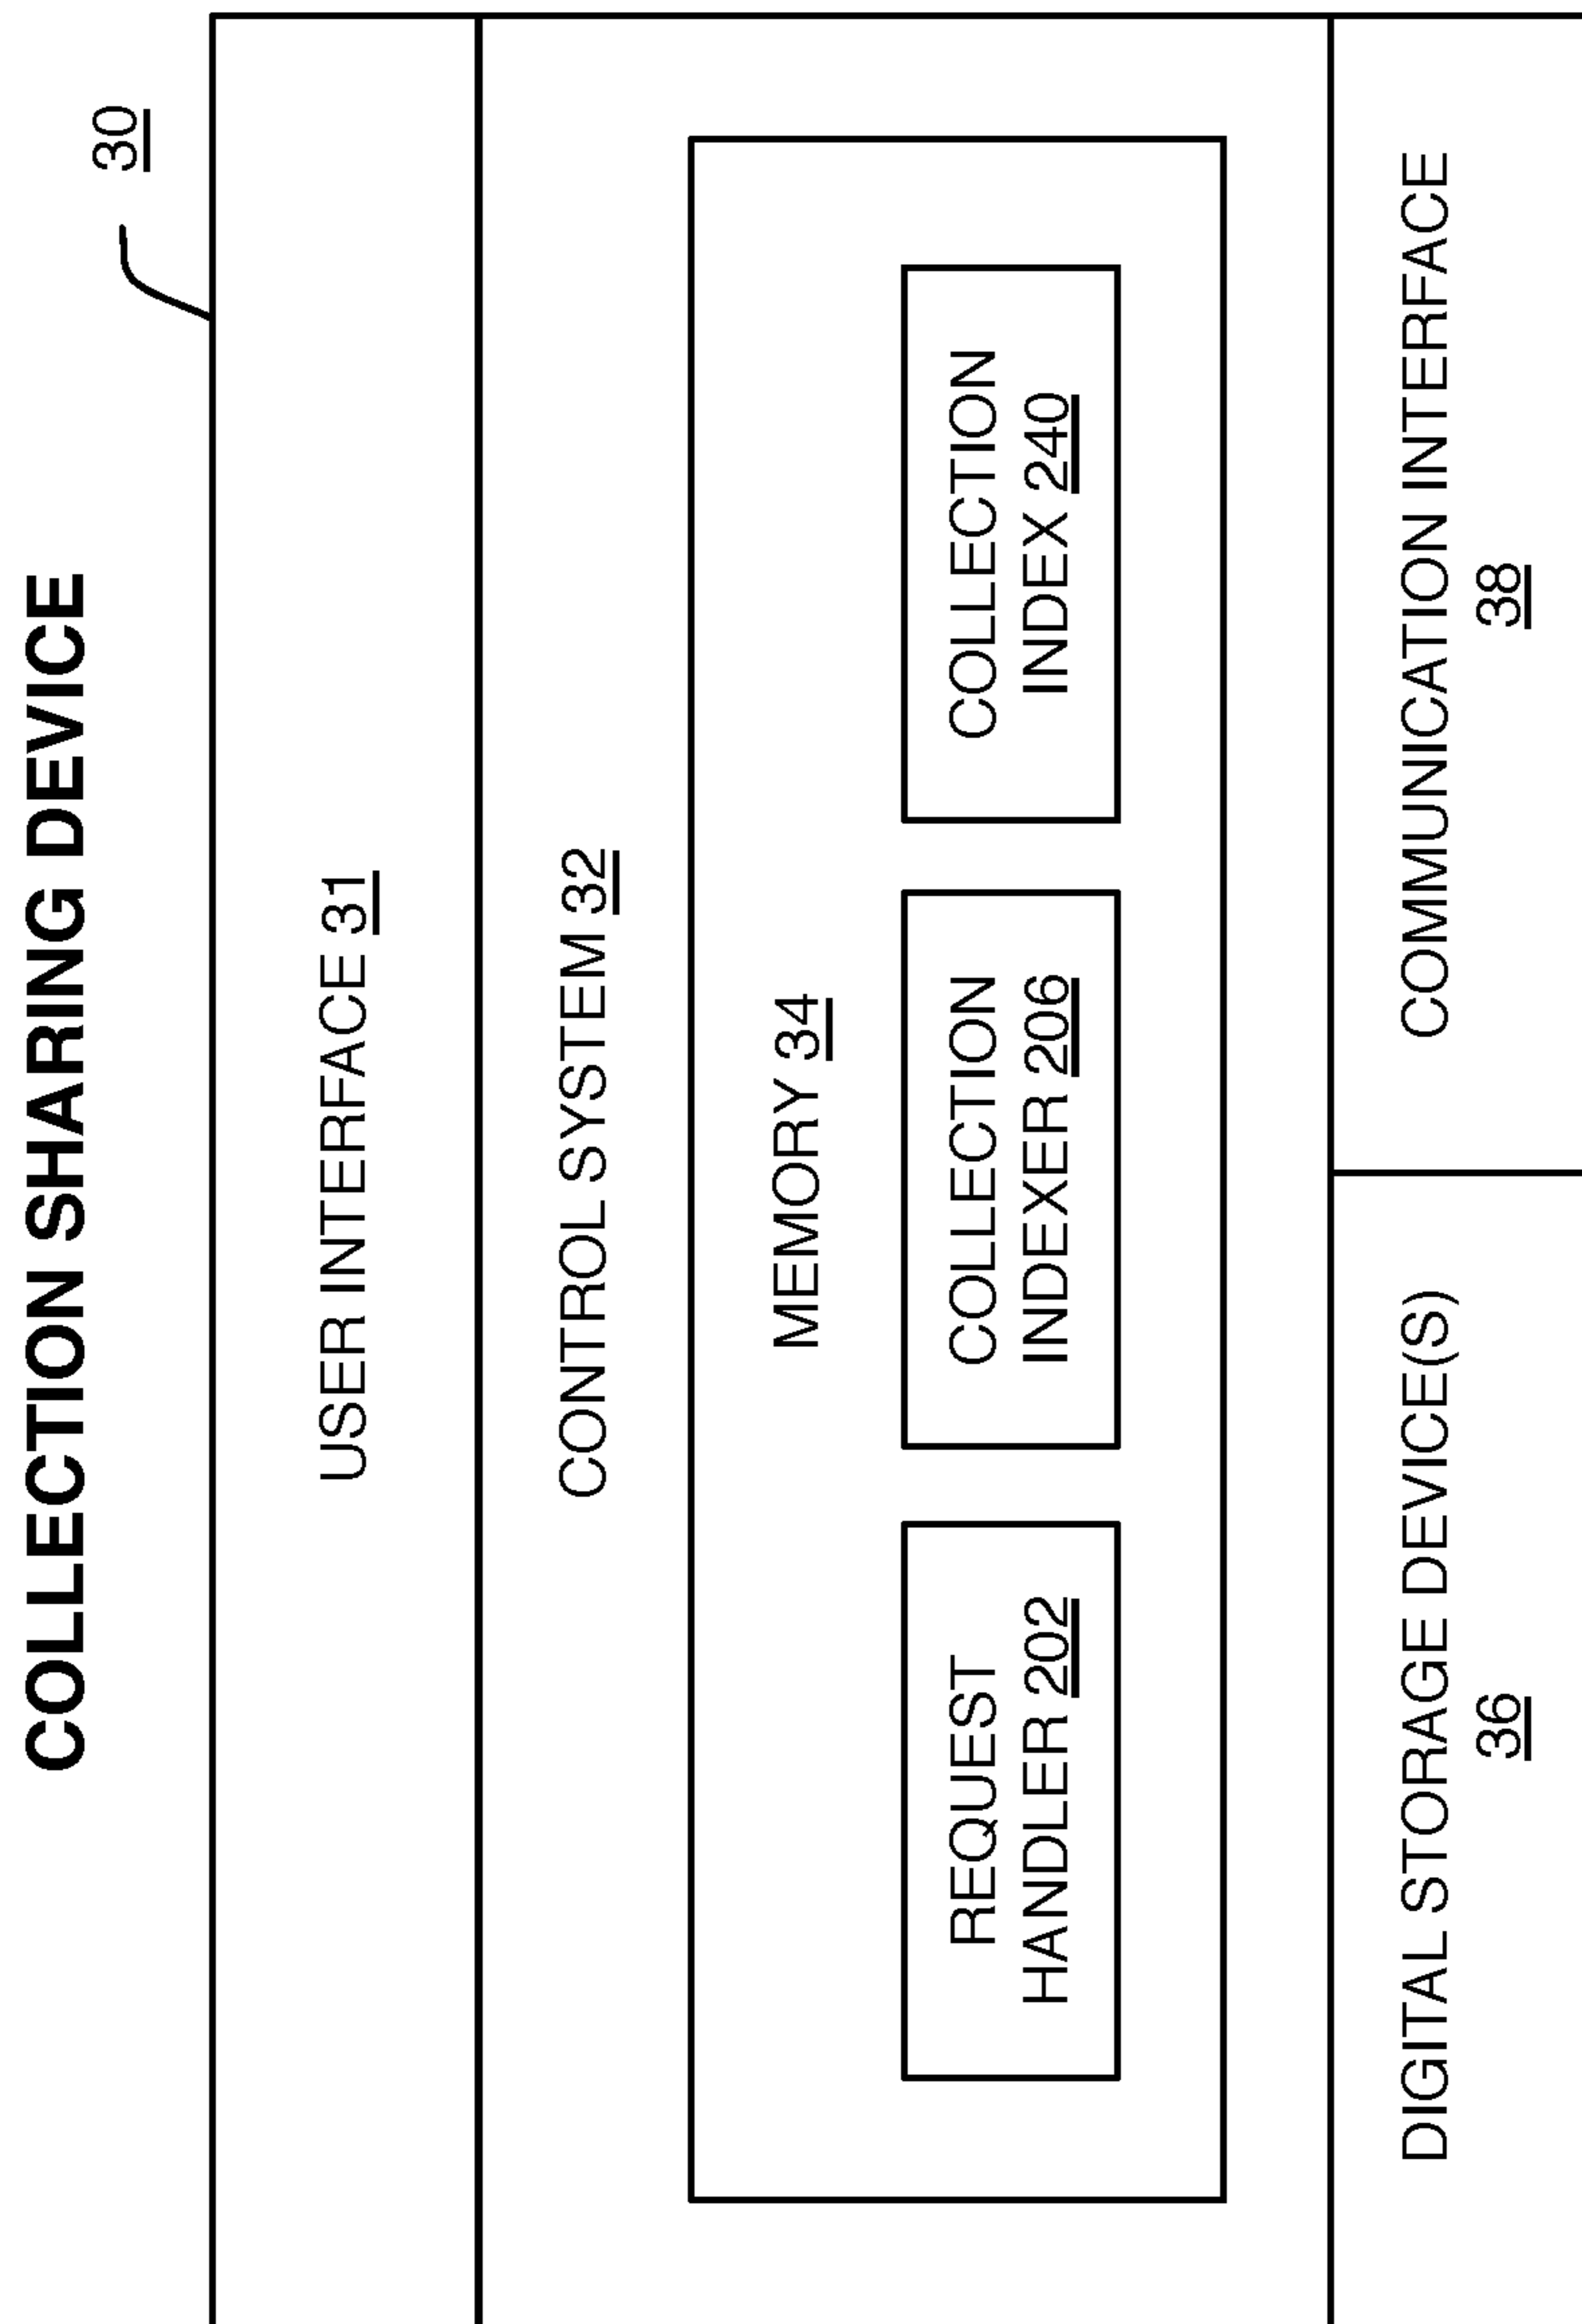 COLLECTION SHARING DEVICE
30
USER INTERFACE 31
CONTROL SYSTEM 32
MEMORY 34
REQUEST
HANDLER 202
COLLECTION
INDEXER 206
COLLECTION
INDEX 240
DIGITAL STORAGE DEVICE(S)
36
COMMUNICATION INTERFACE
38